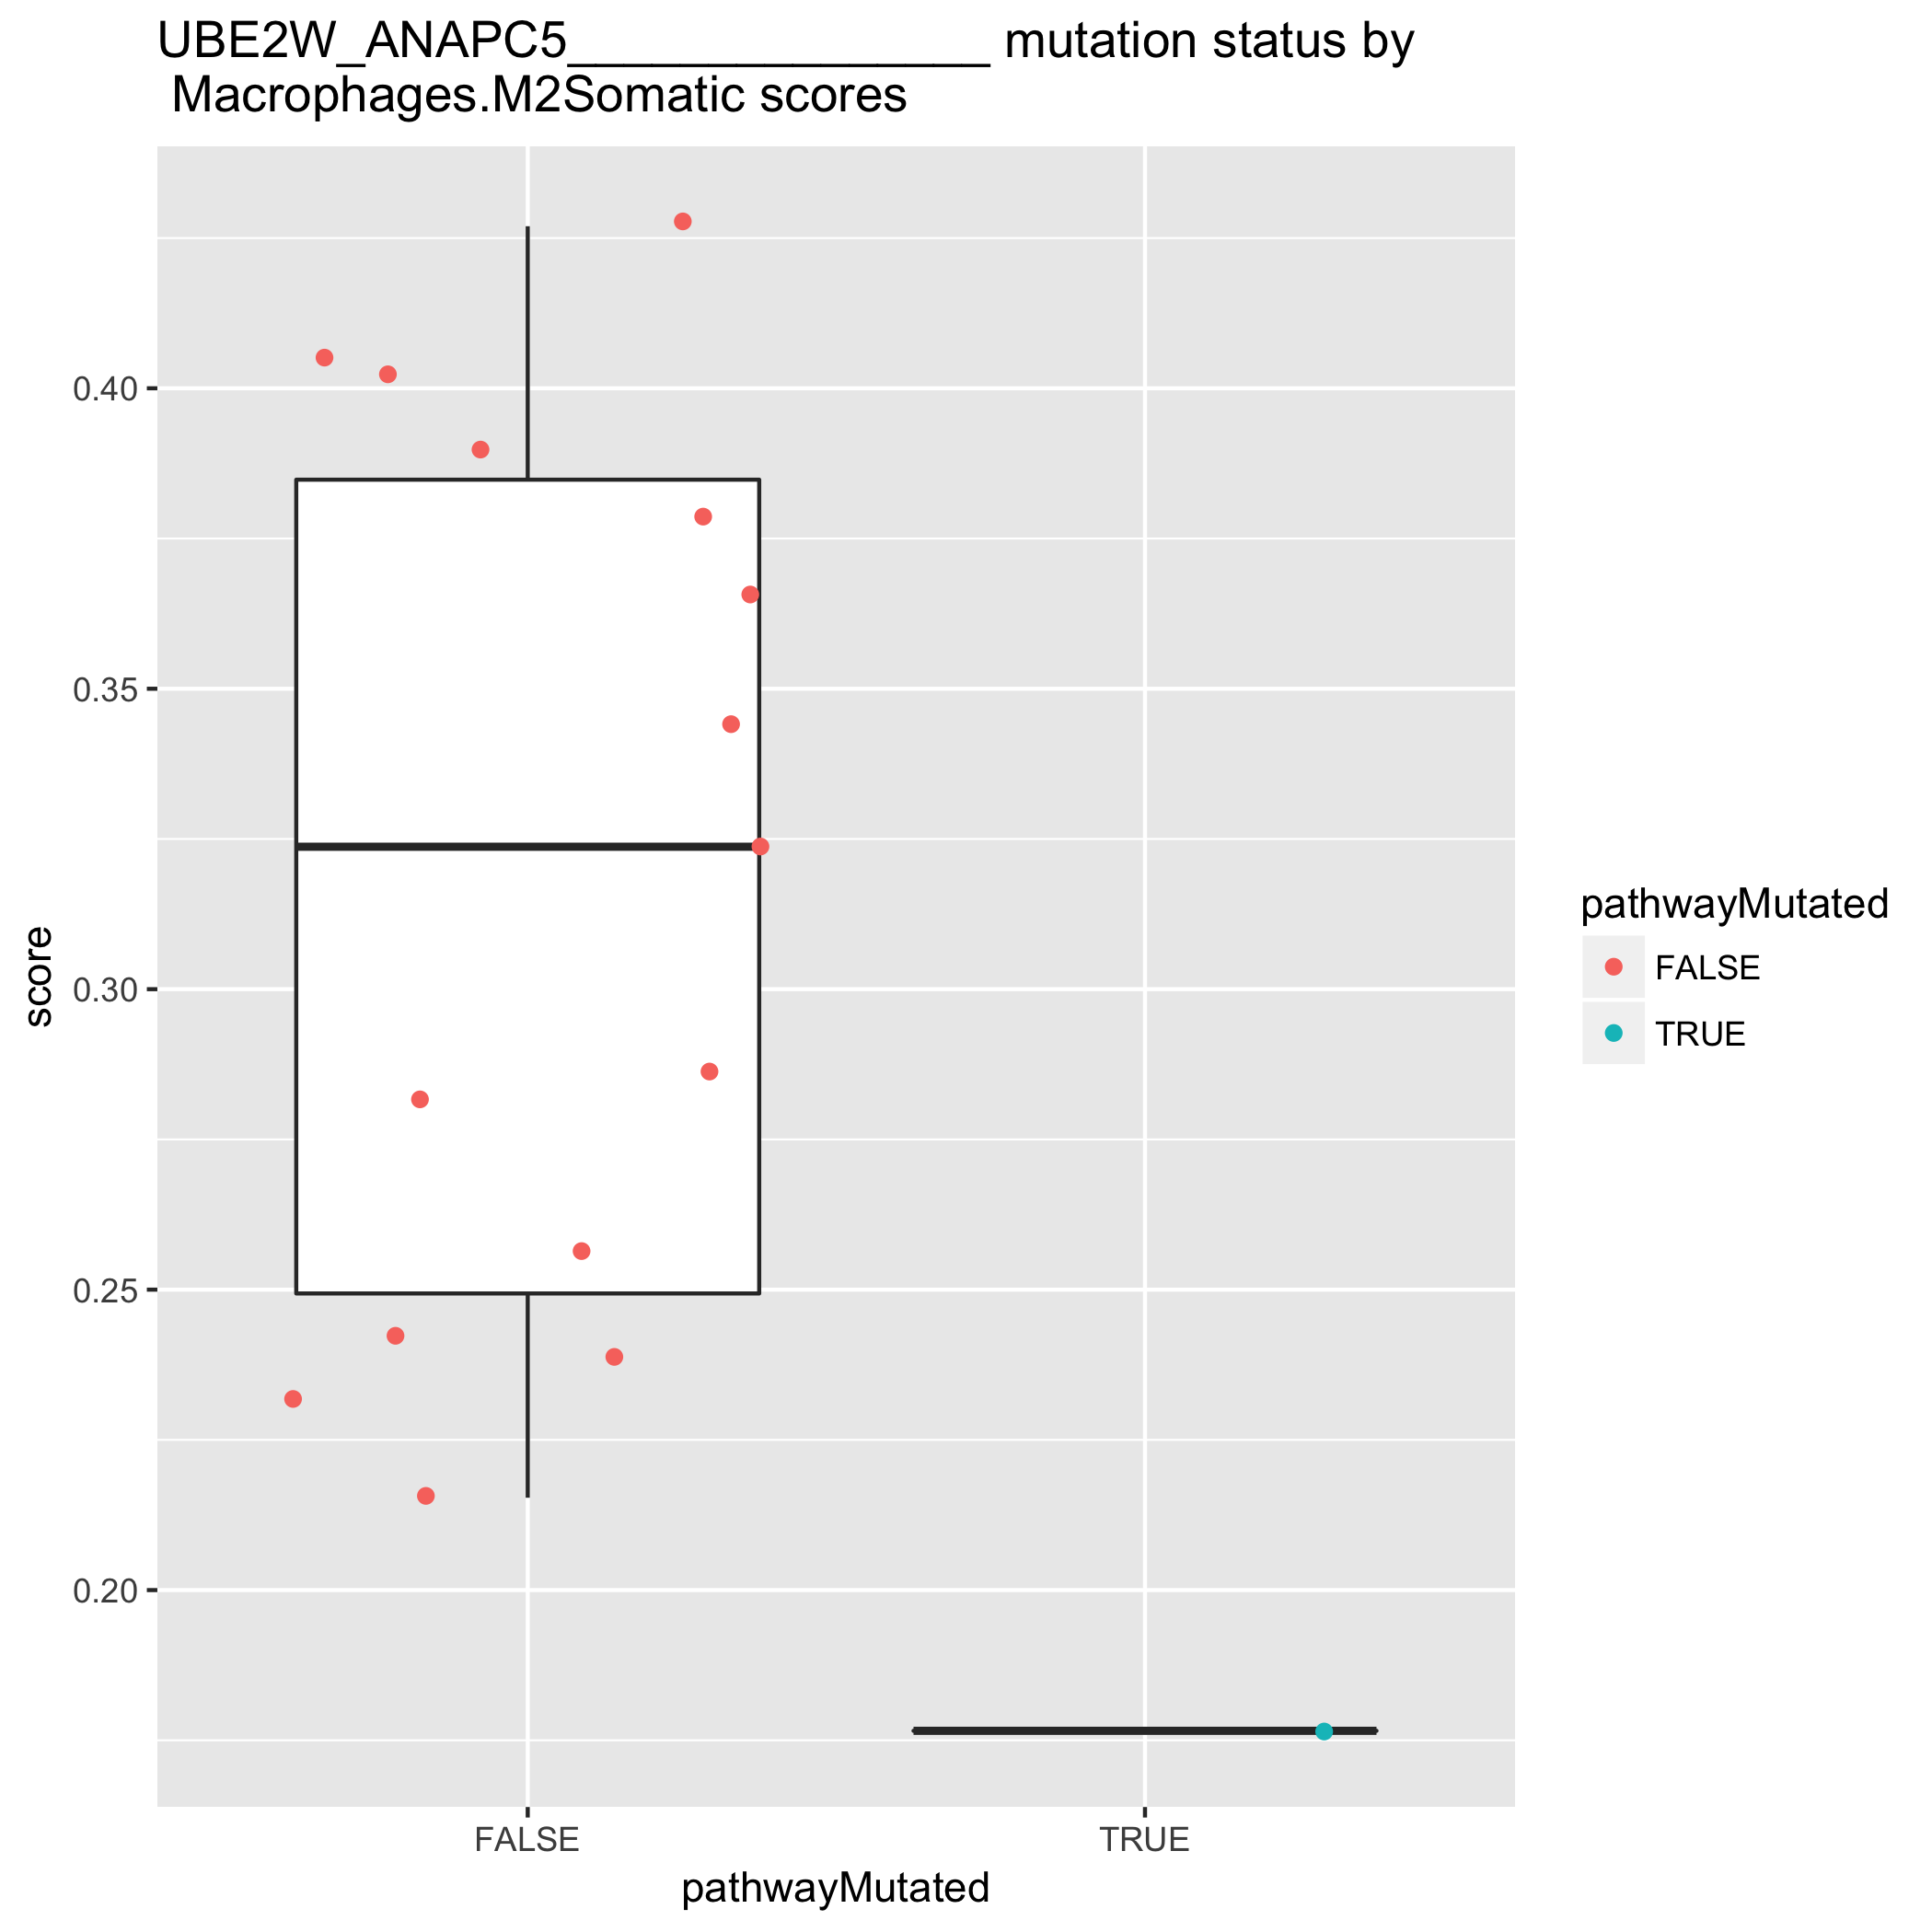 UBE2W_ANAPC5_______________ mutation status by
Macrophages.M2Somatic scores
score
0.40
0.35
0.30
0.25
0.20
FALSE
TRUE
pathwayMutated
pathwayMutated
FALSE
TRUE